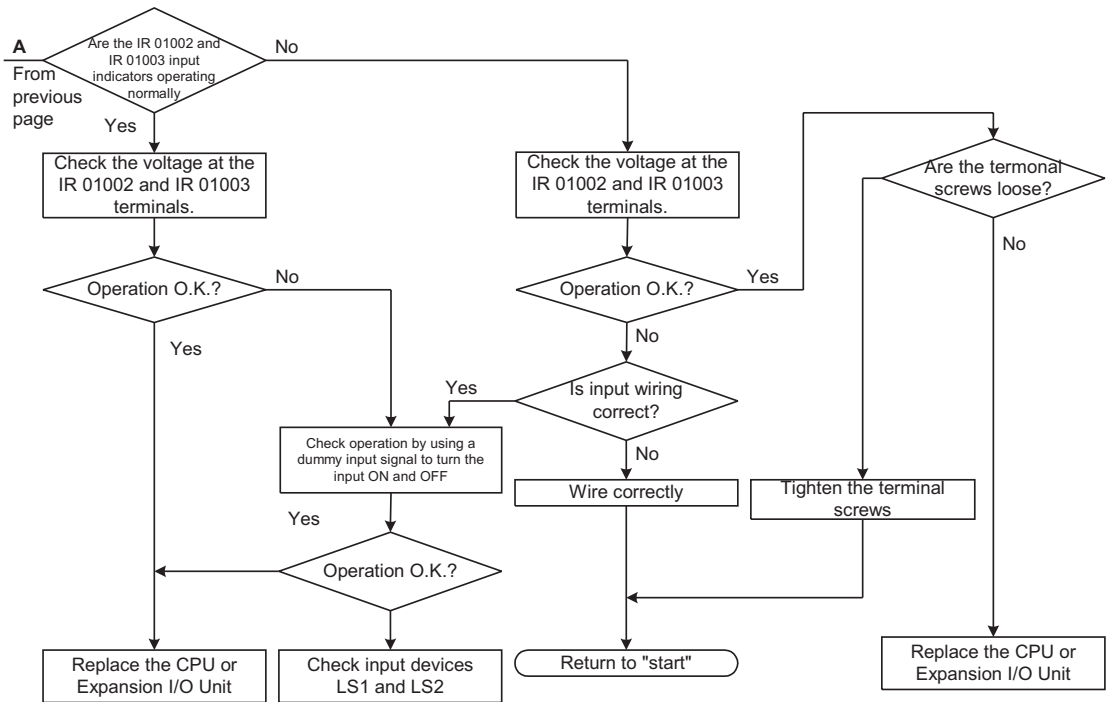 A
From
previous
page
Are the IR 01002 and
IR 01003 input
indicators operating
normally
No
Yes
Check the voltage at the
IR 01002 and IR 01003
terminals.
Check the voltage at the
IR 01002 and IR 01003
terminals.
Are the termonal
screws loose?
No
Operation O.K.?
No
Yes
Operation O.K.?
Yes
No
Is input wiring
correct?
Yes
No
Check operation by using a
dummy input signal to turn the
input ON and OFF
Wire correctly
Tighten the terminal
screws
Yes
Operation O.K.?
Replace the CPU or
Expansion I/O Unit
Check input devices
LS1 and LS2
Return to "start"
Replace the CPU or
Expansion I/O Unit